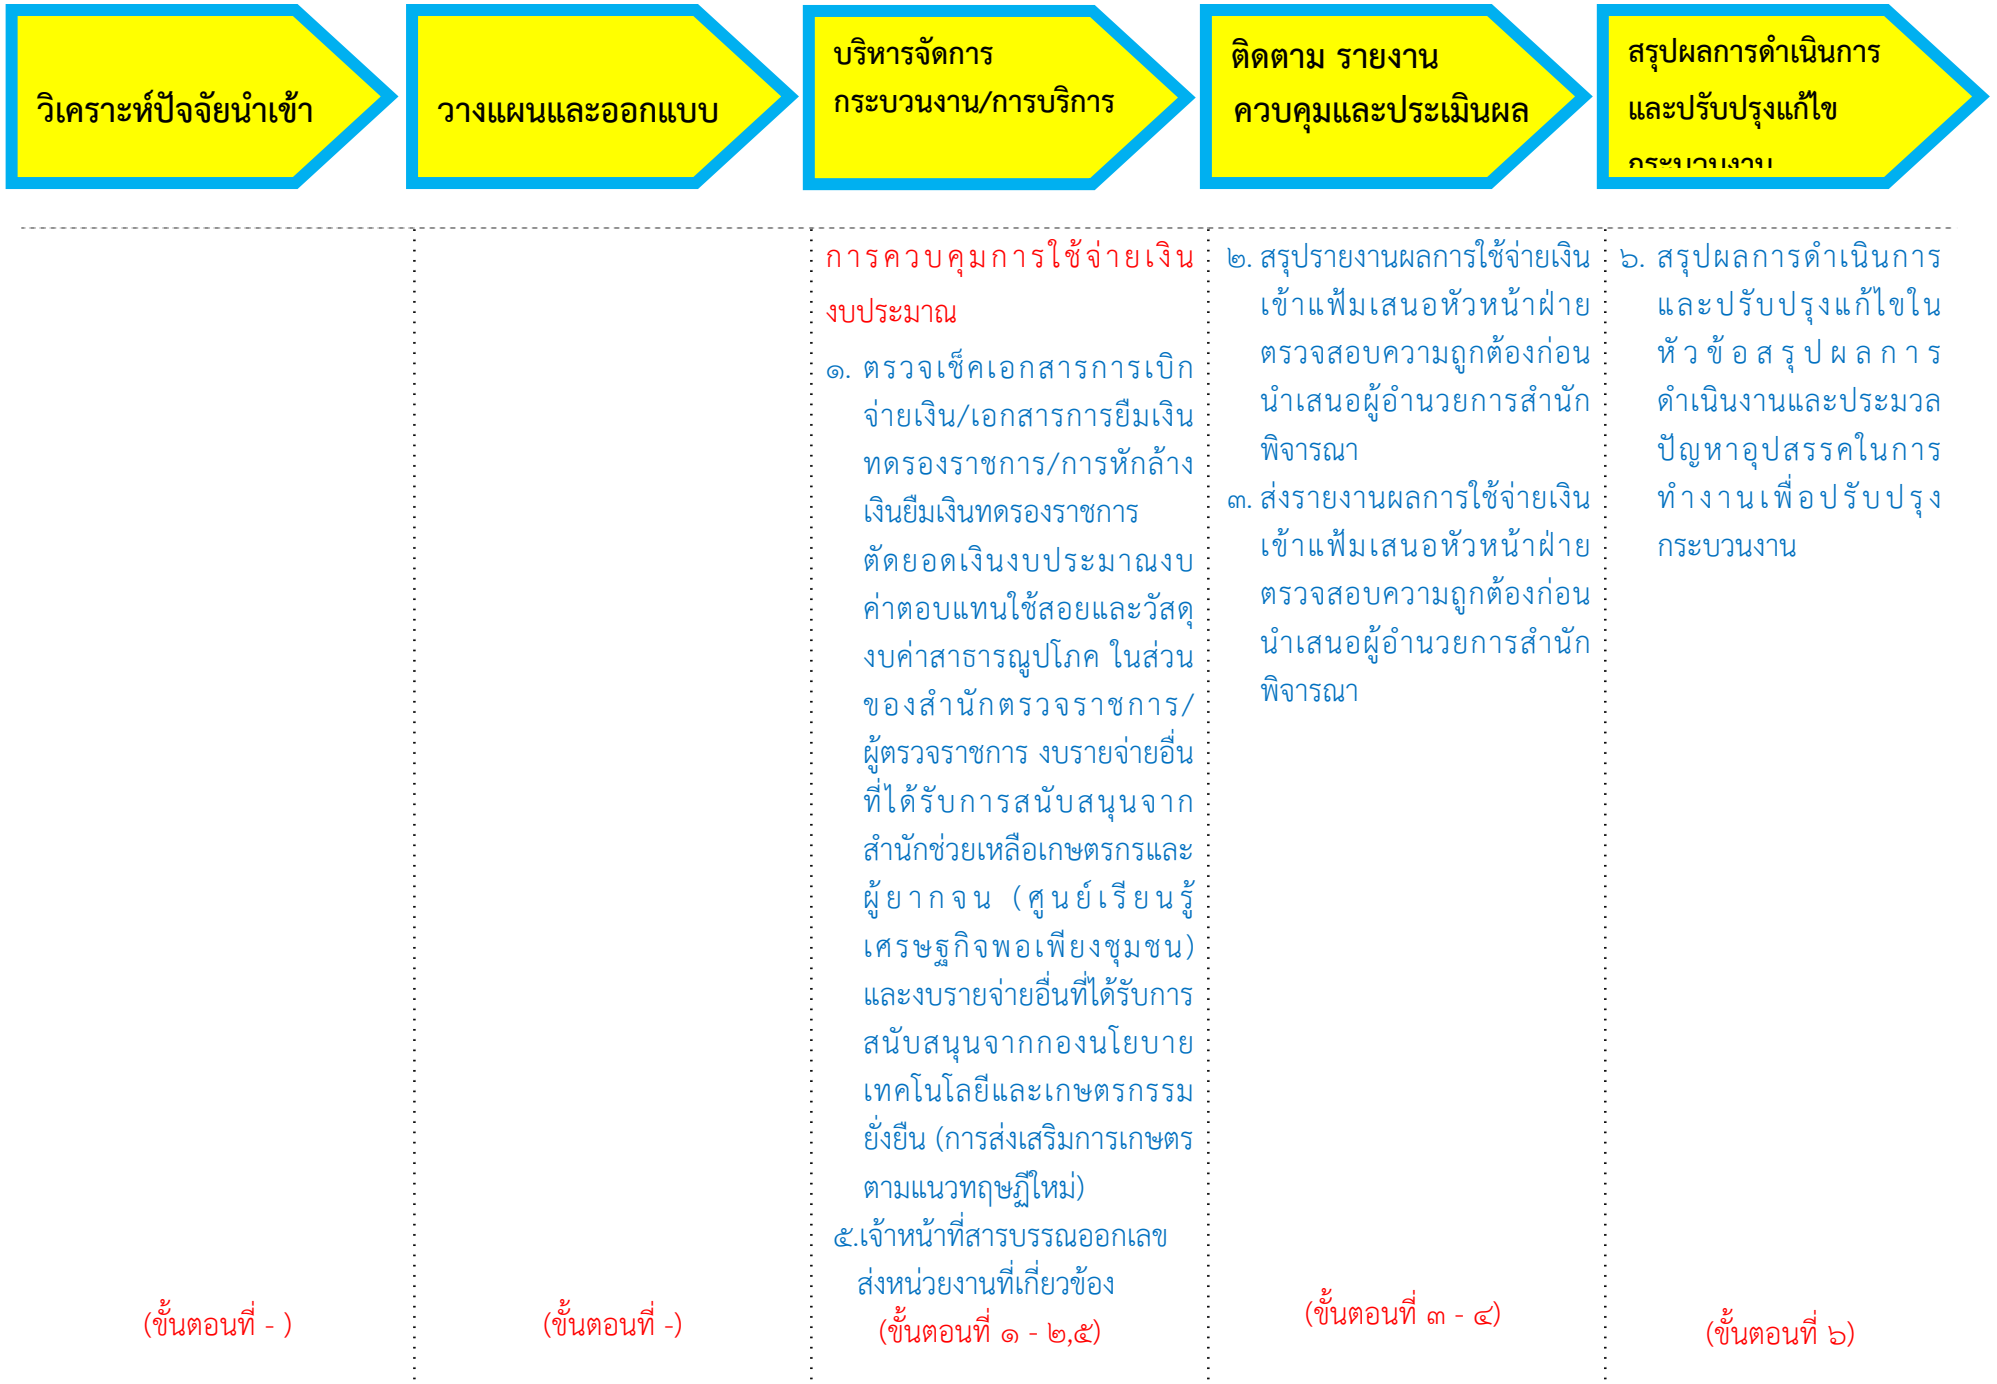 วิเคราะห์ปัจจัยนำเข้า
วางแผนและออกแบบ
บริหารจัดการ
กระบวนงาน/การบริการ
ติดตาม รายงาน
ควบคุมและประเมินผล
สรุปผลการดำเนินการ
และปรับปรุงแก้ไข
กระบวนงาน
(ขั้นตอนที่ - )
(ขั้นตอนที่ -)
การควบคุมการใช้จ่ายเงิน
งบประมาณ
๑. ตรวจเช็คเอกสารการเบิก
จ่ายเงิน/เอกสารการยืมเงิน
ทดรองราชการ/การหักล้าง
เงินยืมเงินทดรองราชการ
ตัดยอดเงินงบประมาณงบ
ค่าตอบแทนใช้สอยและวัสดุ
งบค่าสาธารณูปโภค ในส่วน
ของสำนักตรวจราชการ/
ผู้ตรวจราชการ งบรายจ่ายอื่น
ที่ได้รับการสนับสนุนจาก
สำนักช่วยเหลือเกษตรกรและ
ผู้ยากจน (ศูนย์เรียนรู้
เศรษฐกิจพอเพียงชุมชน)
และงบรายจ่ายอื่นที่ได้รับการ
สนับสนุนจากกองนโยบาย
เทคโนโลยีและเกษตรกรรม
ยั่งยืน (การส่งเสริมการเกษตร
ตามแนวทฤษฎีใหม่)
๕.เจ้าหน้าที่สารบรรณออกเลข
ส่งหน่วยงานที่เกี่ยวข้อง
(ขั้นตอนที่ ๑ - ๒,๕)
๒. สรุปรายงานผลการใช้จ่ายเงิน
เข้าแฟ้มเสนอหัวหน้าฝ่าย
ตรวจสอบความถูกต้องก่อน
นำเสนอผู้อำนวยการสำนัก
พิจารณา
๓. ส่งรายงานผลการใช้จ่ายเงิน
เข้าแฟ้มเสนอหัวหน้าฝ่าย
ตรวจสอบความถูกต้องก่อน
นำเสนอผู้อำนวยการสำนัก
พิจารณา
(ขั้นตอนที่ ๓ - ๔)
๖. สรุปผลการดำเนินการ
และปรับปรุงแก้ไขใน
หัวข้อสรุปผลการ
ดำเนินงานและประมวล
ปัญหาอุปสรรคในการ
ทำงานเพื่อปรับปรุง
กระบวนงาน
(ขั้นตอนที่ ๖)